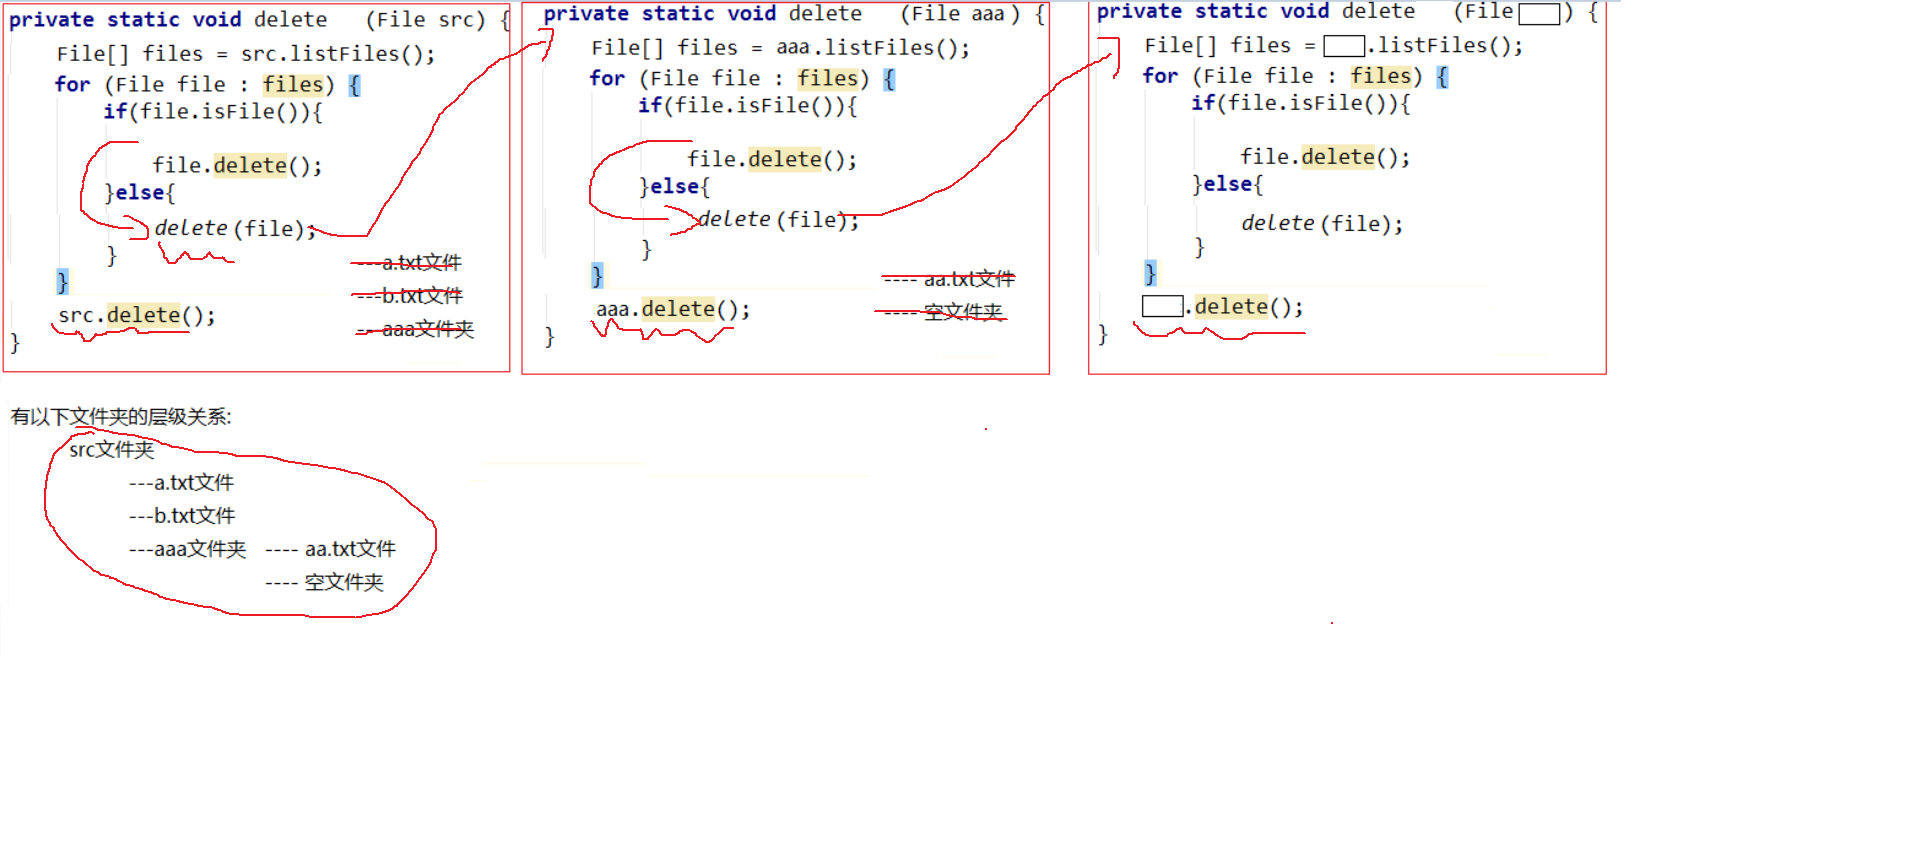 private static void delete (File src) {
File[] files = src.listFiles();
for (File file : files) {
if(file.isFile()){
file.delete();
}else{
delete(file);
}
}
src.delete();
}
---a.txt文件
---b.txt文件
---aaa文件夹
private static void delete (File aaa) {
File[] files = aaa.listFiles();
for (File file : files) {
if(file.isFile()){
file.delete();
}else{
delete(file);
}
}
aaa.delete();
}
---- aa.txt文件
---- 空文件夹
private static void delete (File ) {
File[] files = .listFiles();
for (File file : files) {
if(file.isFile()){
file.delete();
}else{
delete(file);
}
}
.delete();
}
有以下文件夹的层级关系:
src文件夹
---a.txt文件
---b.txt文件
---aaa文件夹 ---- aa.txt文件
---- 空文件夹